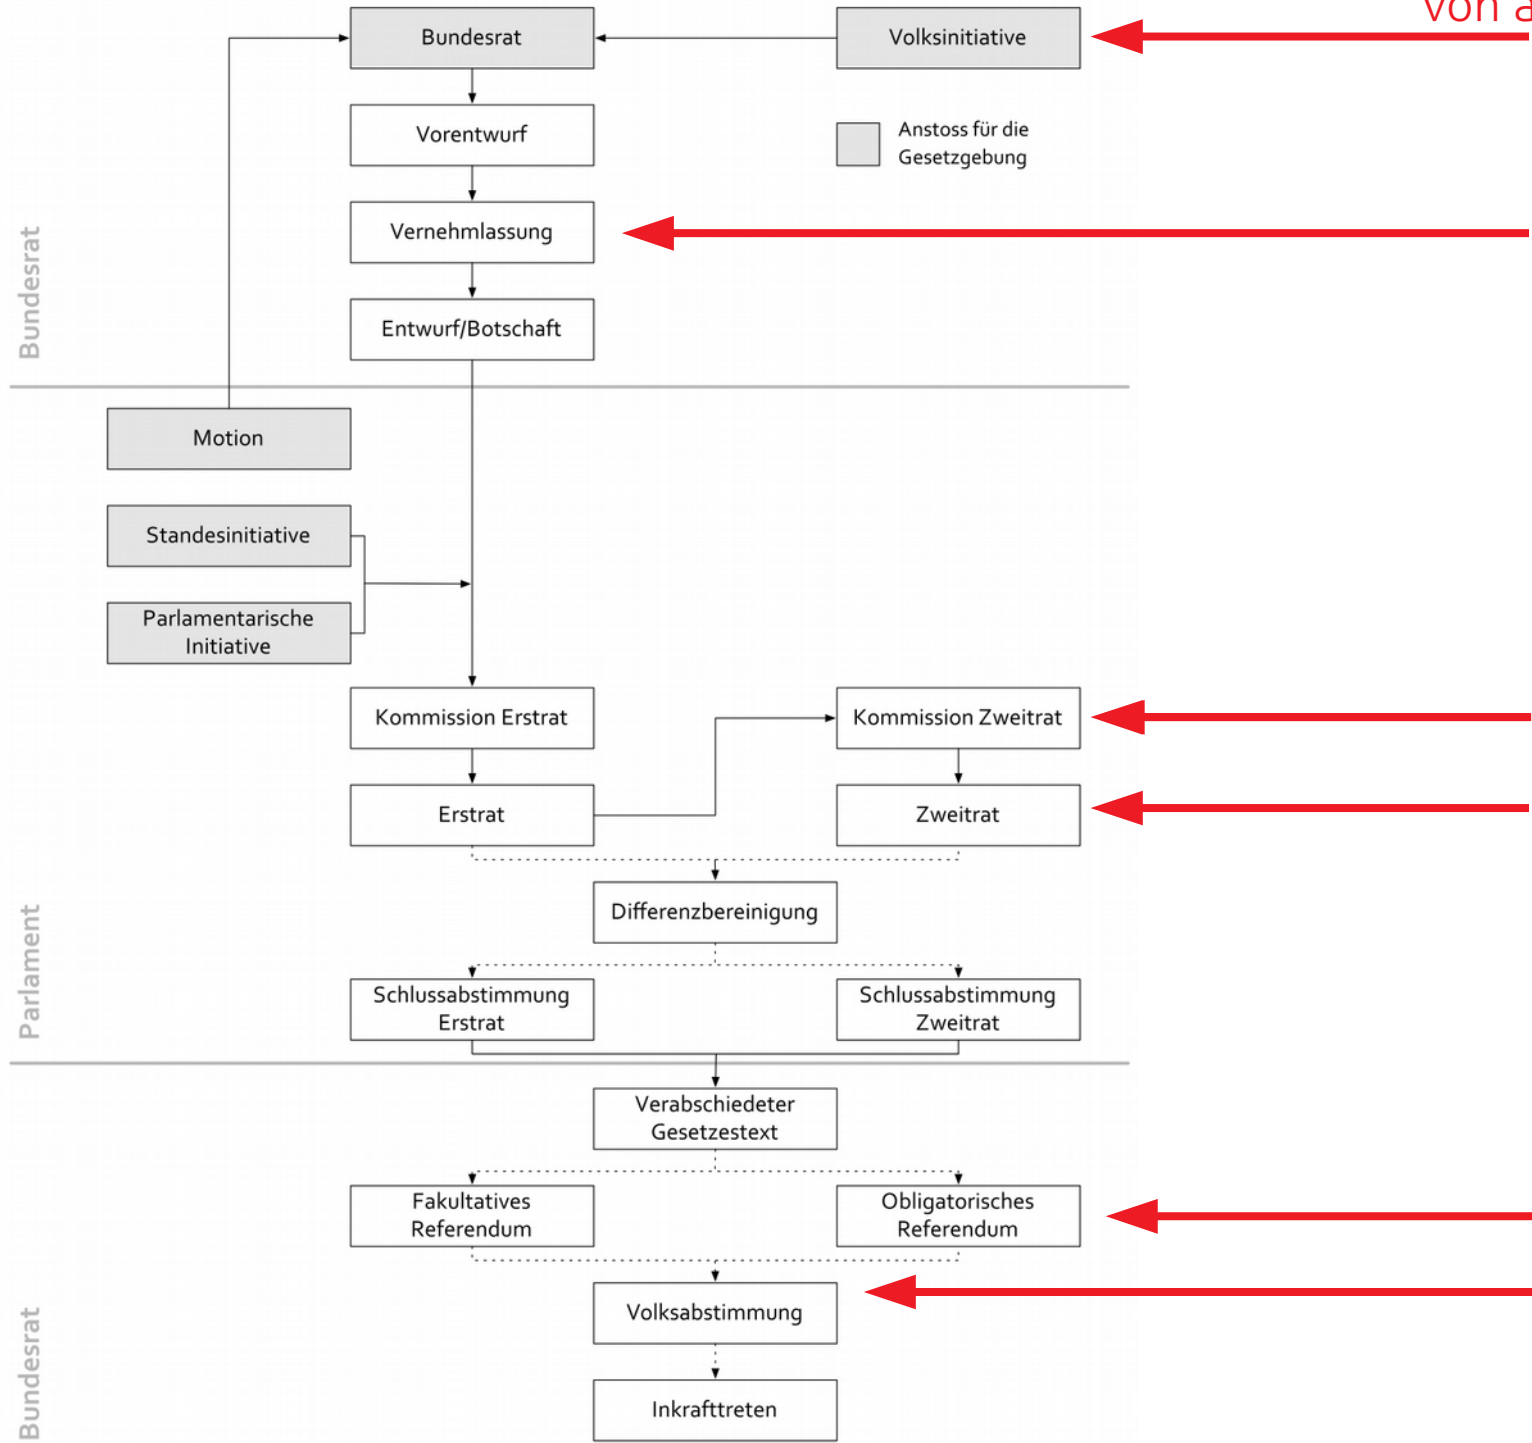 von a
Bundesrat
Volksinitiative
Vorentwurf
Anstoss für die
Gesetzgebung
Vernehmlassung
Entwurf/Botschaft
Bundesrat
Motion
Standesinitiative
Parlamentarische
Initiative
Kommission Erstrat
Kommission Zweitrat
Erstrat
Zweitrat
Differenzbereinigung
Schlussabstimmung
Erstrat
Schlussabstimmung
Zweitrat
Parlament
Verabschiedeter
Gesetzestext
Fakultatives
Referendum
Obligatorisches
Referendum
Volksabstimmung
Inkrafttreten
Bundesrat